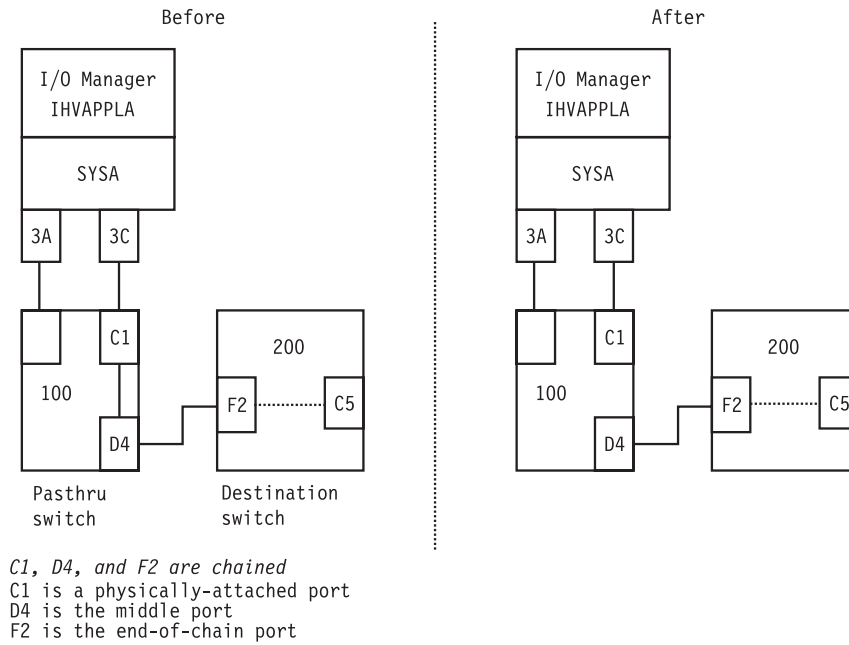 Before
I/O Manager
IHVAPPLA
SYSA
3A
3C
C1
100
D4
200
F2
C5
Pasthru
switch
Destination
switch
C1, D4, and F2 are chained
C1 is a physically-attached port
D4 is the middle port
F2 is the end-of-chain port
After
I/O Manager
IHVAPPLA
SYSA
3A
3C
C1
100
D4
200
F2
C5